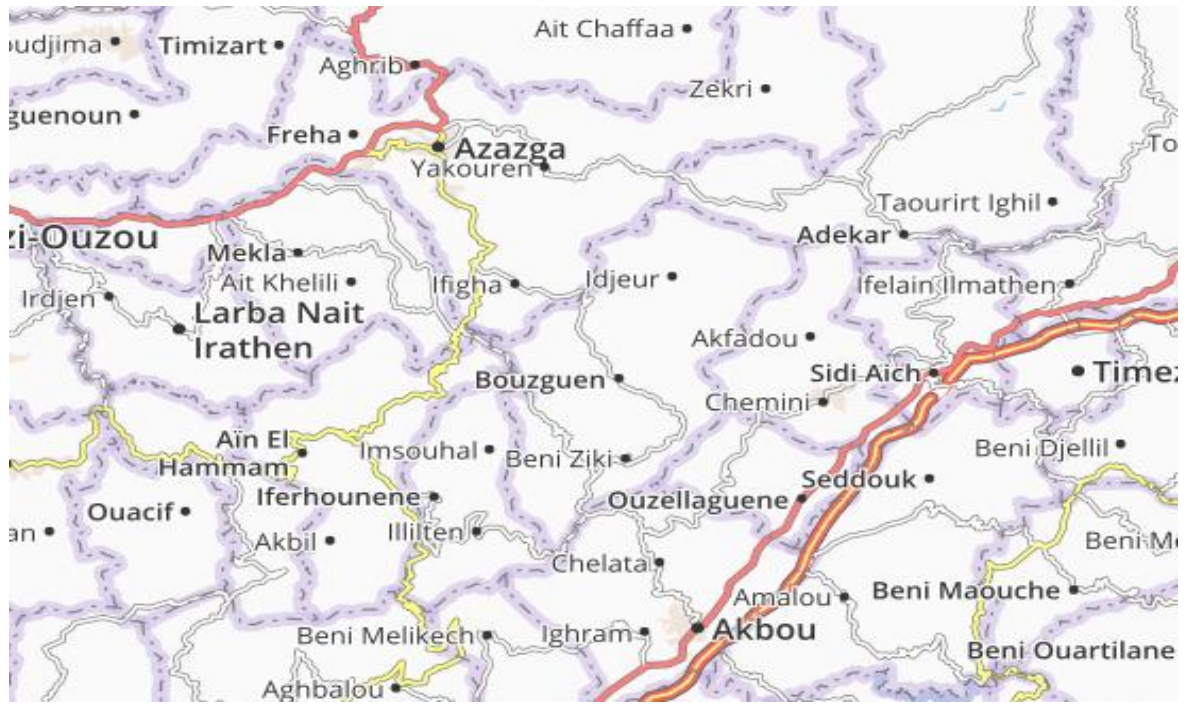 oudjima
Timizart
Ait Chaffaa
Aghrib
Zekri
guenoun
Freha
Azazga
To
Yakouren
Taourirt Ighil
zi-Ouzou
Adekar
Mekla
Ait Khelili
Ifigha
Idjeur
Ifelain Ilmathen
Irdjen
Larba Nait
Irathen
Akfadou
Bouzguen
Sidi Aich
Timez
Chemini
Aïn El
Hammam
Imsouhal
Beni Ziki
Beni Djellil
Iferhounene
Ouzellaguene
Seddouk
Ouacif
an
Akbil
Illilten
Beni Mo
Chelata
Amalou
Beni Maouche
Beni Melikech
Ighram
Akbou
Beni Ouartilane
Aghbalou